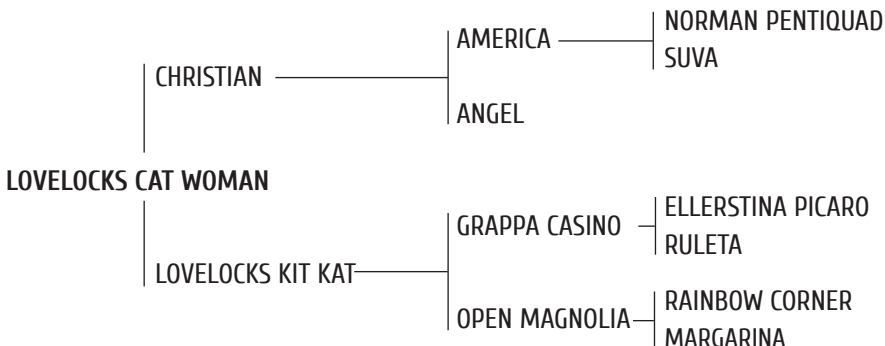 NORMAN PENTIQUAD
AMERICA
SUVA
CHRISTIAN
ANGEL
LOVELOCKS CAT WOMAN
ELLERSTINA PICARO
GRAPPA CASINO
RULETA
LOVELOCKS KIT KAT
RAINBOW CORNER
OPEN MAGNOLIA
MARGARINA